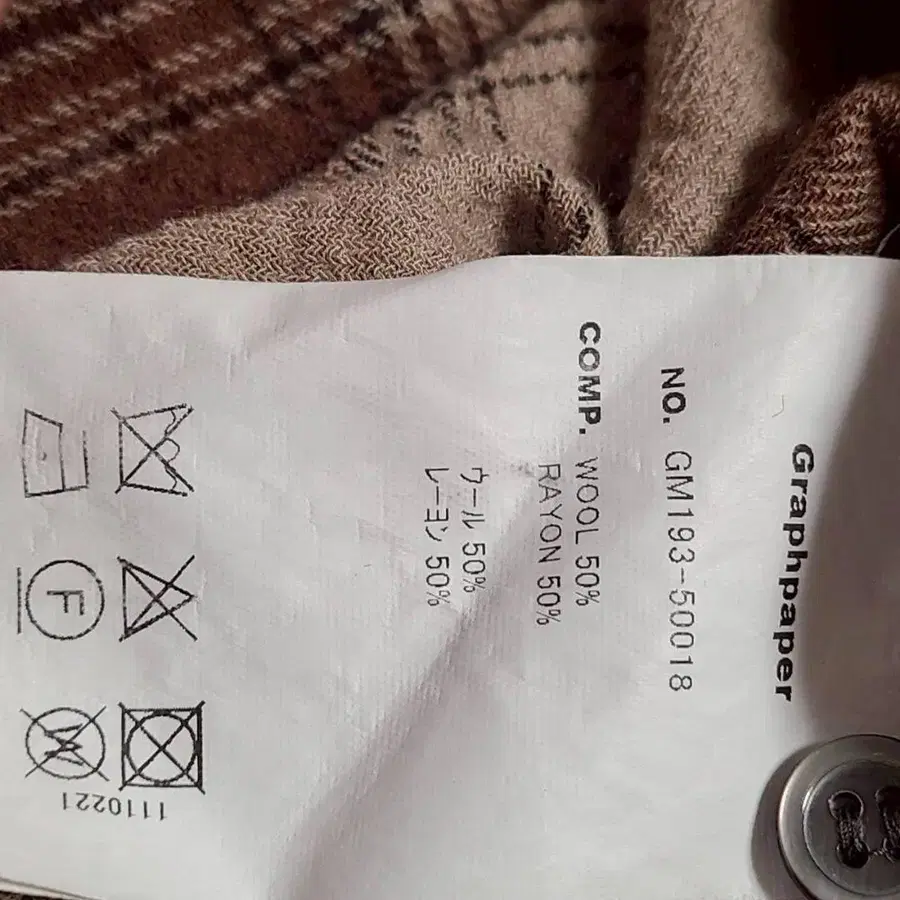 Graphpaper
NO. GM193-50018
COMP. WOOL 50%
RAYON 50%
ウール 50%
レーヨン 50%
F
W
1110221